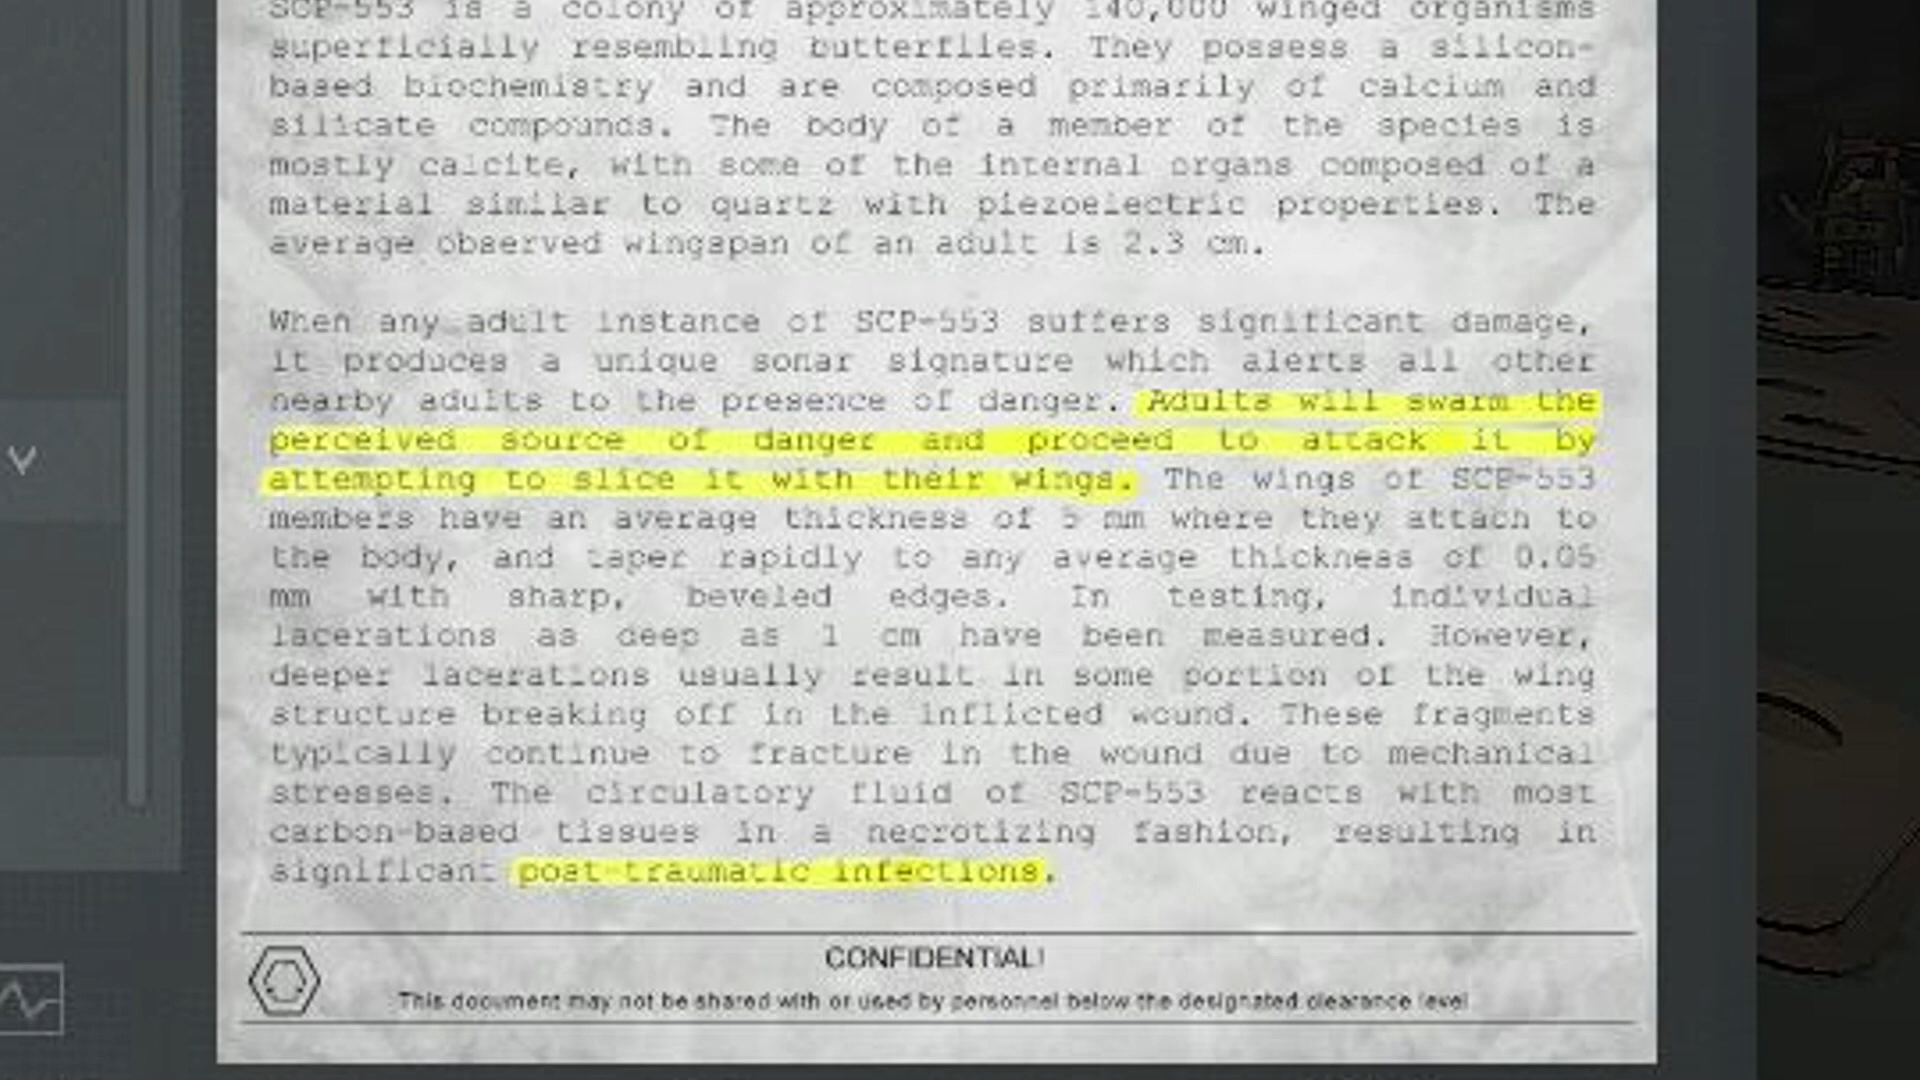 SCP-553 is a colony of approximately 140,000 winged organisms
superficially resembling butterflies. They possess a silicon-
based biochemistry and are composed primarily of calcium and
silicate compounds. The body of a member of the species is
mostly calcite, with some of the internal organs composed of a
material similar to quartz with piezoelectric properties. The
average observed wingspan of an adult is 2.3 cm.
When any adult instance of SCP-553 suffers significant damage,
it produces a unique sonar signature which alerts all other
nearby adults to the presence of danger. Adults will swarm the
perceived source of danger and proceed to attack it by
attempting to slice it with their wings. The wings of SCP-553
members have an average thickness of 5 mm where they attach to
the body, and taper rapidly to any average thickness of 0.05
mm with sharp, beveled edges. In testing, individual
lacerations as deep as 1 cm have been measured. However,
deeper lacerations usually result in some portion of the wing
structure breaking off in the inflicted wound. These fragments
typically continue to fracture in the wound due to mechanical
stresses. The circulatory fluid of SCP-553 reacts with most
carbon-based tissues in a necrotizing fashion, resulting in
significant post-traumatic infections.
CONFIDENTIAL!
This document may not be shared with or used by personnel below the designated clearance level